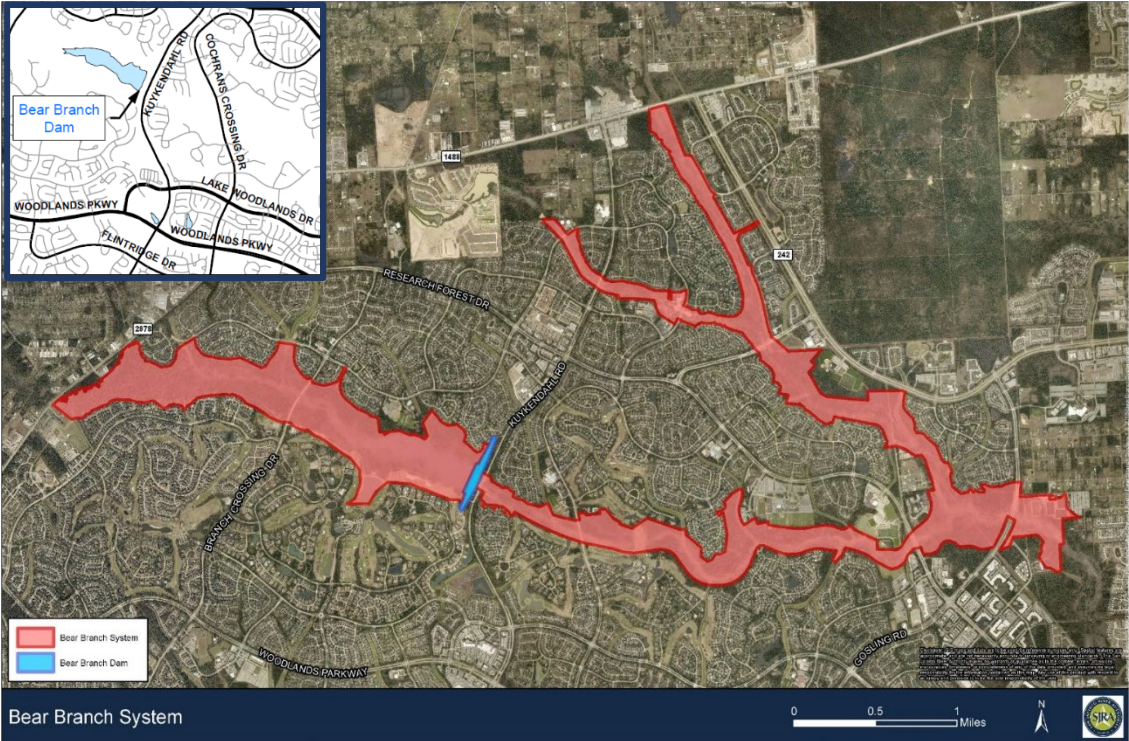 Bear Branch
Dam
KUYKENDAHL RD
COCHRANS CROSSING DR
LAKE WOODLANDS DR
WOODLANDS PKWY
WOODLANDS PKWY
FLINTRIDGE DR
1488
242
RESEARCH FOREST DR
2978
KUYKENDAHL RD
BRANCH CROSSING DR
GOSLING RD
WOODLANDS PARKWAY
Bear Branch System
Bear Branch Dam
Bear Branch System
0 0.5 1
Miles
N
SJRA